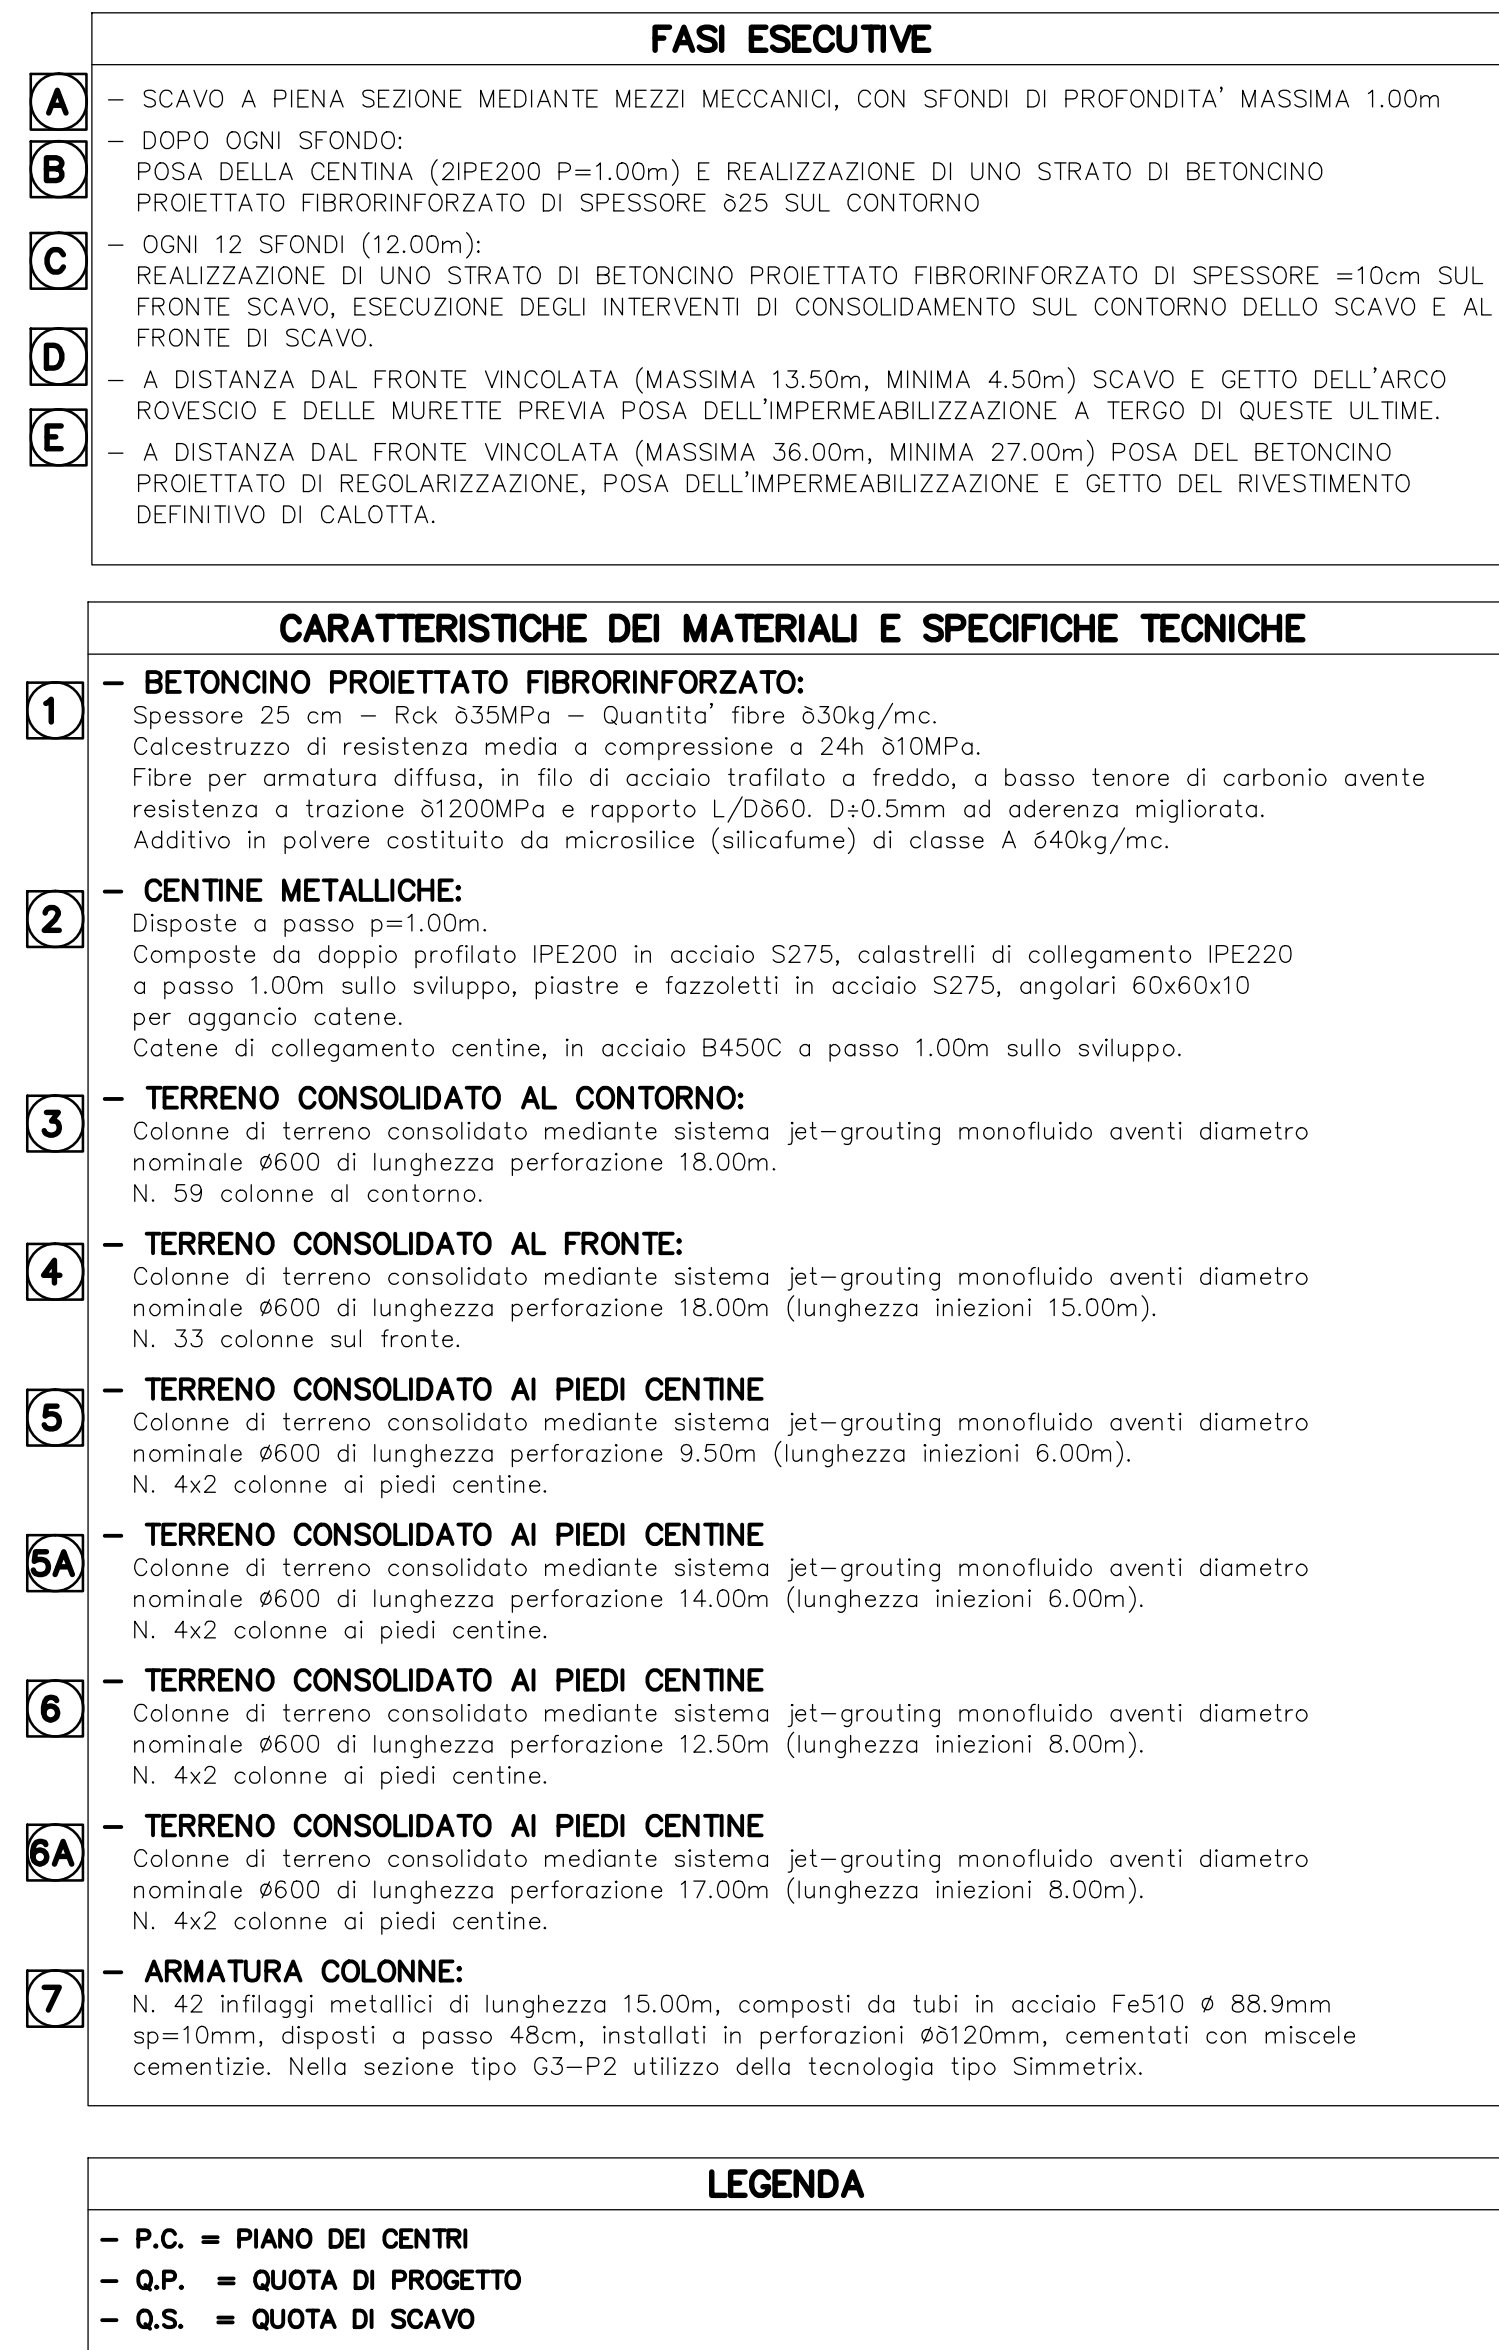 FASI ESECUTIVE
A
– SCAVO A PIENA SEZIONE MEDIANTE MEZZI MECCANICI, CON SFONDI DI PROFONDITA' MASSIMA 1.00m
B
– DOPO OGNI SFONDO:
POSA DELLA CENTINA (2IPE200 P=1.00m) E REALIZZAZIONE DI UNO STRATO DI BETONCINO
PROIETTATO FIBRORINFORZATO DI SPESSORE δ25 SUL CONTORNO
C
– OGNI 12 SFONDI (12.00m):
REALIZZAZIONE DI UNO STRATO DI BETONCINO PROIETTATO FIBRORINFORZATO DI SPESSORE =10cm SUL
FRONTE SCAVO, ESECUZIONE DEGLI INTERVENTI DI CONSOLIDAMENTO SUL CONTORNO DELLO SCAVO E AL
FRONTE DI SCAVO.
D
– A DISTANZA DAL FRONTE VINCOLATA (MASSIMA 13.50m, MINIMA 4.50m) SCAVO E GETTO DELL'ARCO
ROVESCIO E DELLE MURETTE PREVIA POSA DELL'IMPERMEABILIZZAZIONE A TERGO DI QUESTE ULTIME.
E
– A DISTANZA DAL FRONTE VINCOLATA (MASSIMA 36.00m, MINIMA 27.00m) POSA DEL BETONCINO
PROIETTATO DI REGOLARIZZAZIONE, POSA DELL'IMPERMEABILIZZAZIONE E GETTO DEL RIVESTIMENTO
DEFINITIVO DI CALOTTA.
CARATTERISTICHE DEI MATERIALI E SPECIFICHE TECNICHE
1
– BETONCINO PROIETTATO FIBRORINFORZATO:
Spessore 25 cm – Rck ò 35MPa – Quantita' fibre ò30kg/mc.
Calcestruzzo di resistenza media a compressione a 24h ò10MPa.
Fibre per armatura diffusa, in filo di acciaio trafilato a freddo, a basso tenore di carbonio avente
resistenza a trazione ò1200MPa e rapporto L/Dò60. D÷0.5mm ad aderenza migliorata.
Additivo in polvere costituito da microsilice (silicafume) di classe A ó40kg/mc.
2
– CENTINE METALLICHE:
Disposte a passo p=1.00m.
Composte da doppio profilato IPE200 in acciaio S275, calastrelli di collegamento IPE220
a passo 1.00m sullo sviluppo, piastre e fazzoletti in acciaio S275, angolari 60x60x10
per aggancio catene.
Catene di collegamento centine, in acciaio B450C a passo 1.00m sullo sviluppo.
3
– TERRENO CONSOLIDATO AL CONTORNO:
Colonne di terreno consolidato mediante sistema jet–grouting monofluido aventi diametro
nominale ø600 di lunghezza perforazione 18.00m.
N. 59 colonne al contorno.
4
– TERRENO CONSOLIDATO AL FRONTE:
Colonne di terreno consolidato mediante sistema jet–grouting monofluido aventi diametro
nominale ø600 di lunghezza perforazione 18.00m (lunghezza iniezioni 15.00m).
N. 33 colonne sul fronte.
5
– TERRENO CONSOLIDATO AI PIEDI CENTINE
Colonne di terreno consolidato mediante sistema jet–grouting monofluido aventi diametro
nominale ø600 di lunghezza perforazione 9.50m (lunghezza iniezioni 6.00m).
N. 4x2 colonne ai piedi centine.
5A
– TERRENO CONSOLIDATO AI PIEDI CENTINE
Colonne di terreno consolidato mediante sistema jet–grouting monofluido aventi diametro
nominale ø600 di lunghezza perforazione 14.00m (lunghezza iniezioni 6.00m).
N. 4x2 colonne ai piedi centine.
6
– TERRENO CONSOLIDATO AI PIEDI CENTINE
Colonne di terreno consolidato mediante sistema jet–grouting monofluido aventi diametro
nominale ø600 di lunghezza perforazione 12.50m (lunghezza iniezioni 8.00m).
N. 4x2 colonne ai piedi centine.
6A
– TERRENO CONSOLIDATO AI PIEDI CENTINE
Colonne di terreno consolidato mediante sistema jet–grouting monofluido aventi diametro
nominale ø600 di lunghezza perforazione 17.00m (lunghezza iniezioni 8.00m).
N. 4x2 colonne ai piedi centine.
7
– ARMATURA COLONNE:
N. 42 infilaggi metallici di lunghezza 15.00m, composti da tubi in acciaio Fe510 ø 88.9mm
sp=10mm, disposti a passo 48cm, installati in perforazioni øò120mm, cementati con miscele
cementizie. Nella sezione tipo G3–P2 utilizzo della tecnologia tipo Simmetrix.
LEGENDA
– P.C. = PIANO DEI CENTRI
– Q.P. = QUOTA DI PROGETTO
– Q.S. = QUOTA DI SCAVO